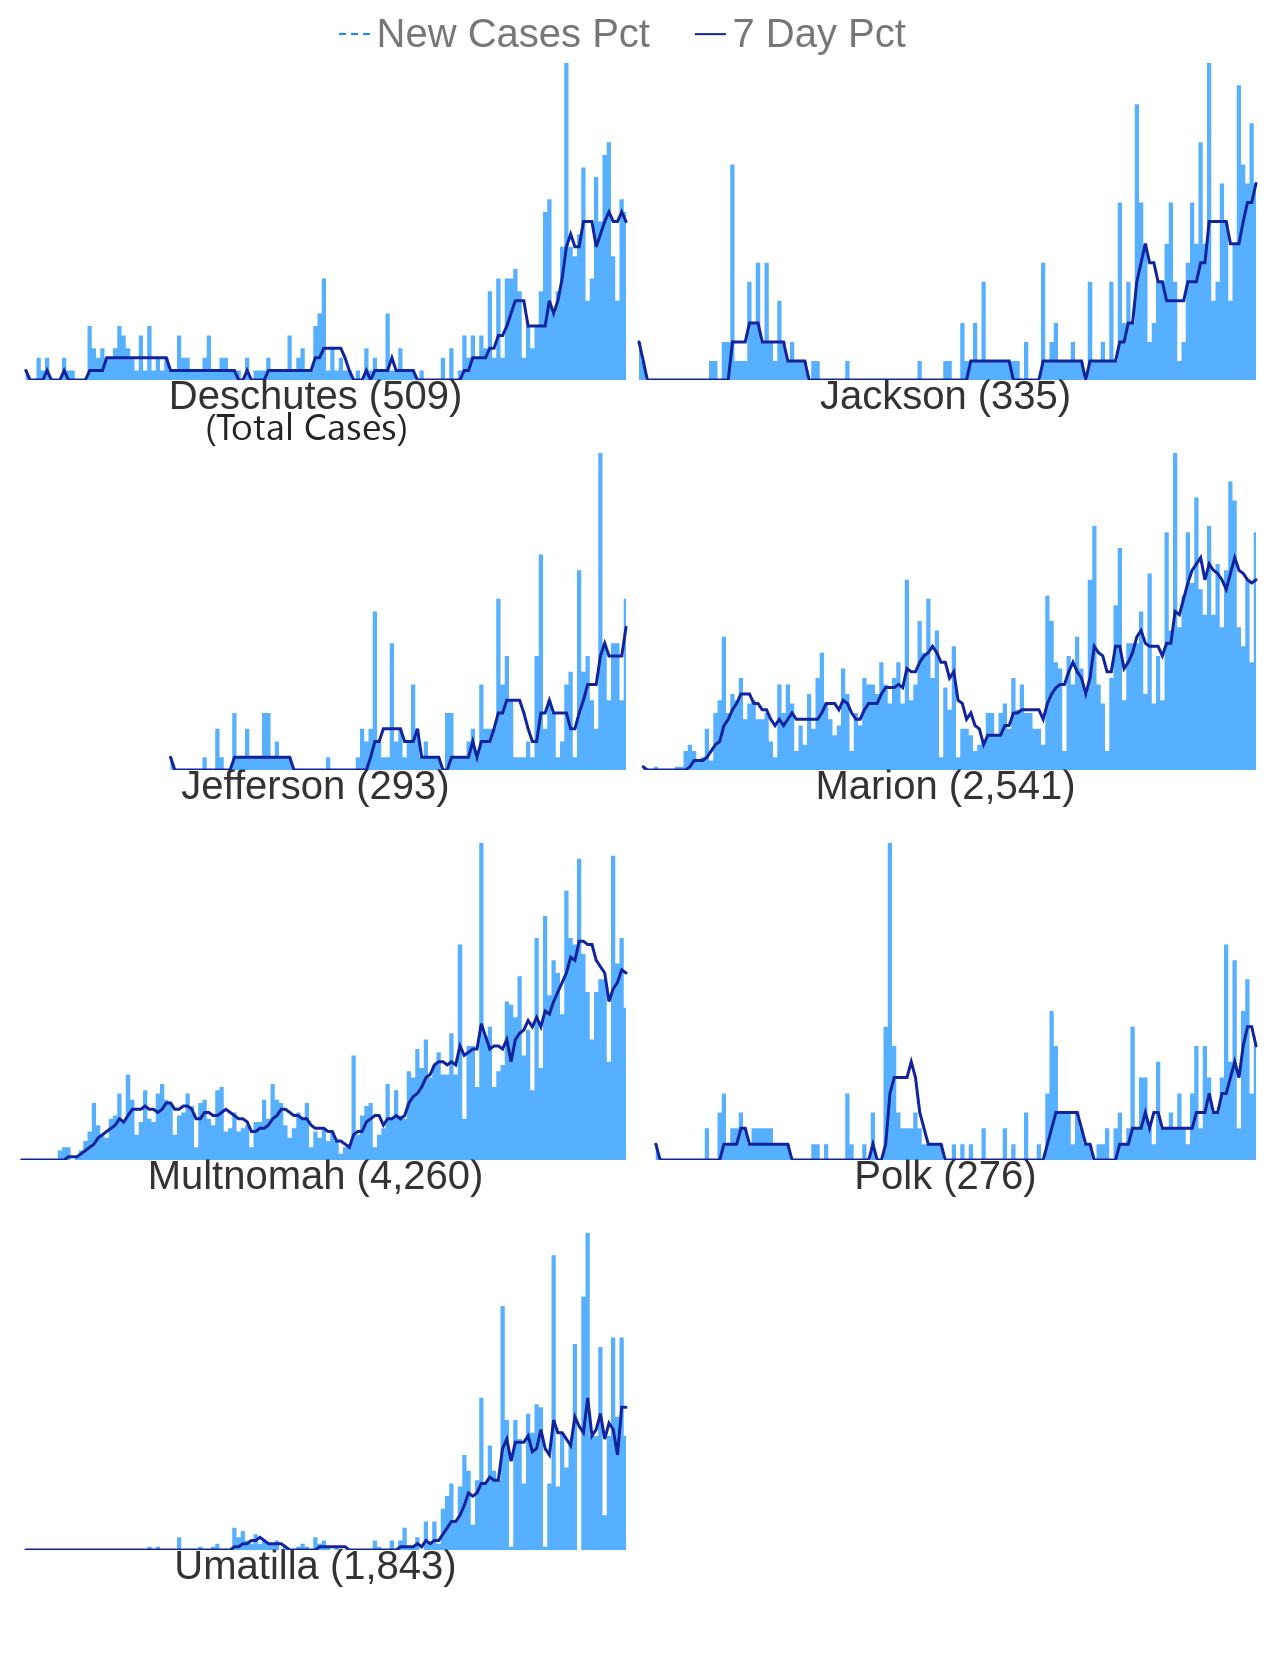 New Cases Pct 7 Day Pct
Deschutes (509) Jackson (335)
(Total Cases)
Jefferson (293) Marion (2,541)
Multnomah (4,260) Polk (276)
Umatilla (1,843)